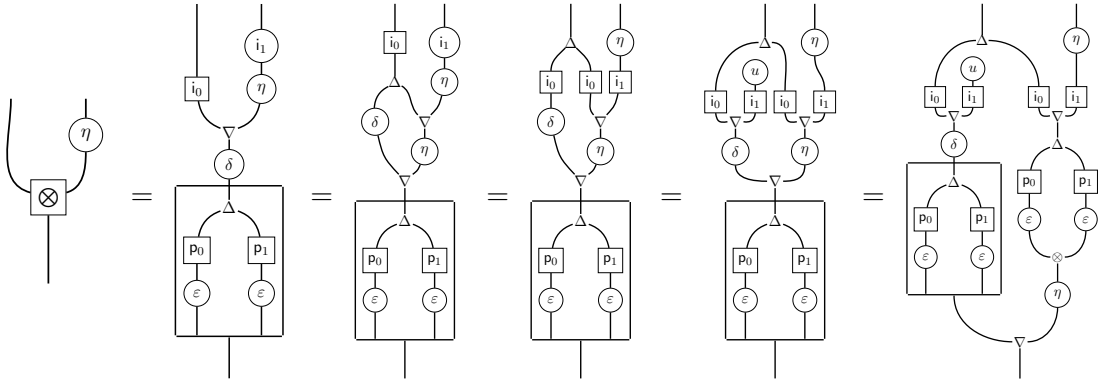 η
⊗
=
i₁
i₀ η
∇
δ
△
p₀ p₁
ε ε
=
i₀ i₁
η
△
δ ∇
η
∇
△
p₀ p₁
ε ε
=
△ η
i₀ i₀ i₁
δ ∇
η
∇
△
p₀ p₁
ε ε
=
△ η
u
i₀ i₁ i₀ i₁
∇ ∇
δ η
∇
△
p₀ p₁
ε ε
=
△ η
u
i₀ i₁ i₀ i₁
∇ ∇
δ △
△ p₀ p₁
p₀ p₁ ε ε
ε ε ⊗
η
∇